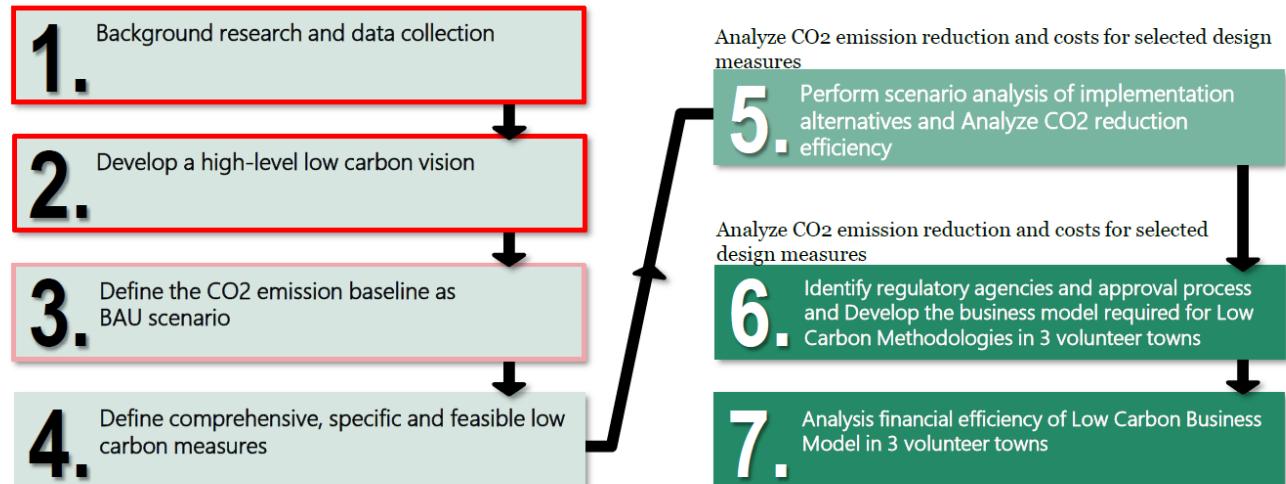 1.
Background research and data collection
2.
Develop a high-level low carbon vision
3.
Define the CO2 emission baseline as
BAU scenario
4.
Define comprehensive, specific and feasible low
carbon measures
Analyze CO2 emission reduction and costs for selected design
measures
5.
Perform scenario analysis of implementation
alternatives and Analyze CO2 reduction
efficiency
Analyze CO2 emission reduction and costs for selected
design measures
6.
Identify regulatory agencies and approval process
and Develop the business model required for Low
Carbon Methodologies in 3 volunteer towns
7.
Analysis financial efficiency of Low Carbon Business
Model in 3 volunteer towns